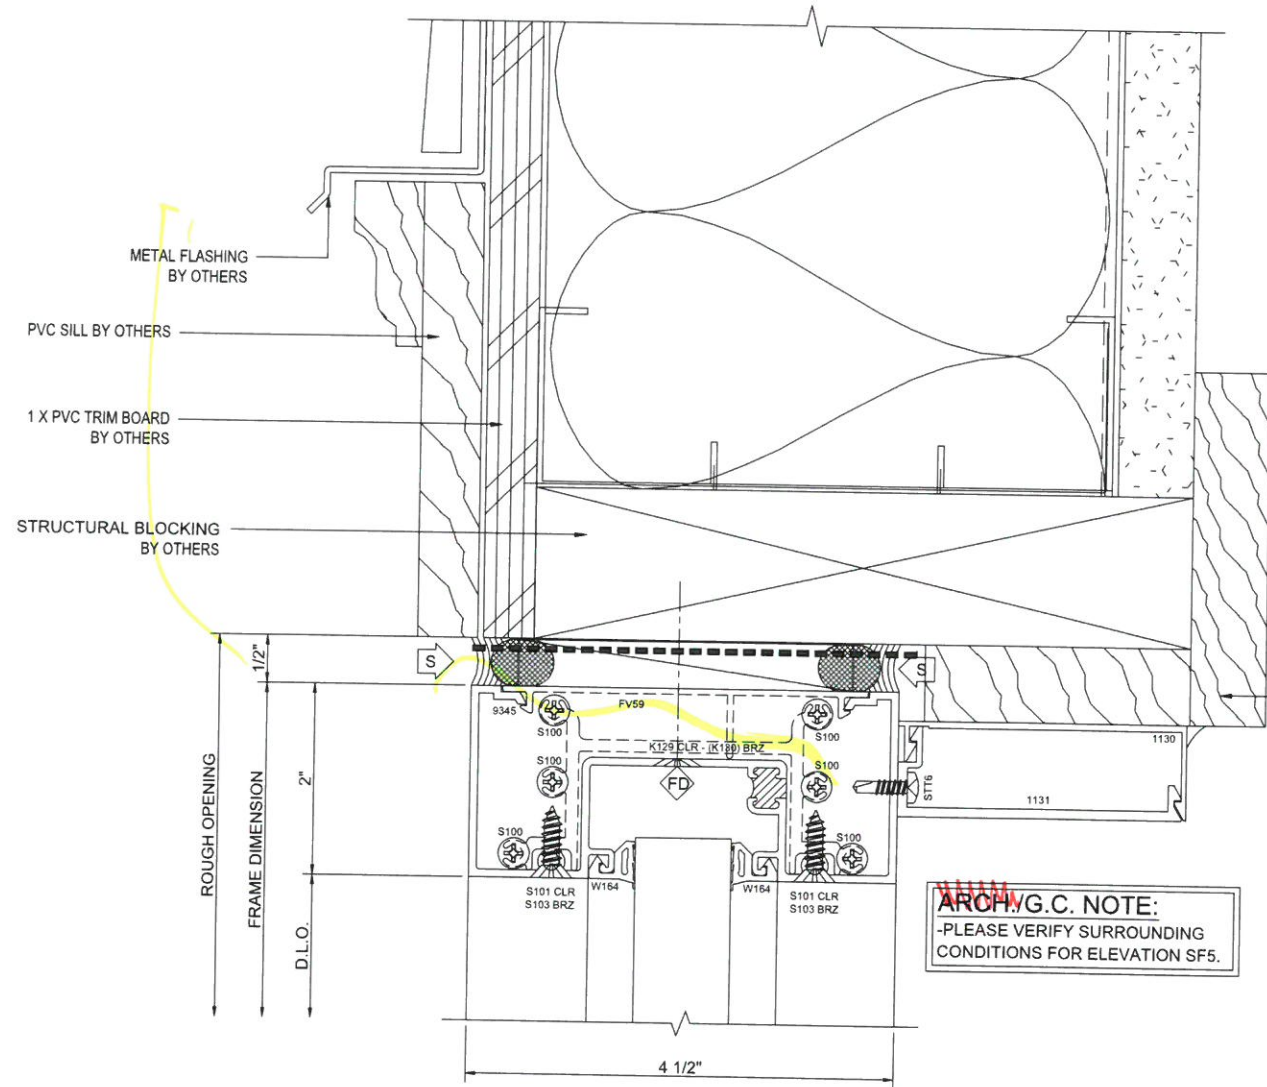 METAL FLASHING
BY OTHERS
PVC SILL BY OTHERS
1 X PVC TRIM BOARD
BY OTHERS
STRUCTURAL BLOCKING
BY OTHERS
1/2"
S
S
9345
FV59
S100
S100
K129 CLR - (K130) BRZ
1130
S100
S100
FD
STT6
1131
2"
ROUGH OPENING
FRAME DIMENSION
S100
S100
W164
W164
S101 CLR
S103 BRZ
S101 CLR
S103 BRZ
D.L.O.
ARCH./G.C. NOTE:
-PLEASE VERIFY SURROUNDING
CONDITIONS FOR ELEVATION SF5.
4 1/2"